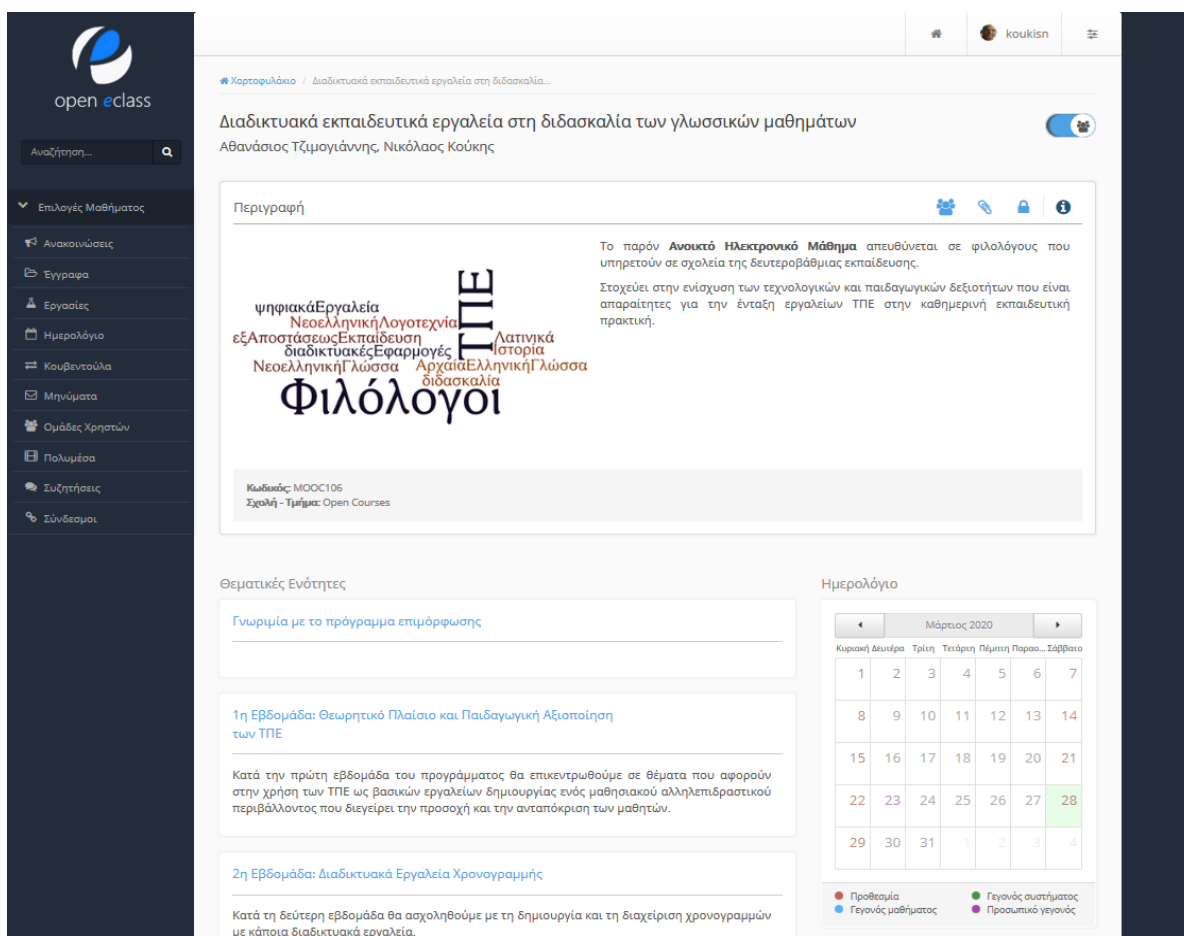 open eclass
Αναζήτηση...
Επιλογές Μαθήματος
Ανακοινώσεις
Έγγραφα
Εργασίες
Ημερολόγιο
Κουβεντούλα
Μηνύματα
Ομάδες Χρηστών
Πολυμέσα
Συζητήσεις
Σύνδεσμοι
koukisn
Χαρτοφυλάκιο / Διαδικτυακά εκπαιδευτικά εργαλεία στη διδασκαλία...
Διαδικτυακά εκπαιδευτικά εργαλεία στη διδασκαλία των γλωσσικών μαθημάτων
Αθανάσιος Τζιμογιάννης, Νικόλαος Κούκης
Περιγραφή
ΤΠΕ
ψηφιακάΕργαλεία
ΝεοελληνικήΛογοτεχνία
εξΑποστάσεωςΕκπαίδευση
Λατινικά
διαδικτυακέςΕφαρμογές
Ιστορία
ΝεοελληνικήΓλώσσα
ΑρχαίαΕλληνικήΓλώσσα
διδασκαλία
Φιλόλογοι
Το παρόν Ανοικτό Ηλεκτρονικό Μάθημα απευθύνεται σε φιλολόγους που
υπηρετούν σε σχολεία της δευτεροβάθμιας εκπαίδευσης.
Στοχεύει στην ενίσχυση των τεχνολογικών και παιδαγωγικών δεξιοτήτων που είναι
απαραίτητες για την ένταξη εργαλείων ΤΠΕ στην καθημερινή εκπαιδευτική
πρακτική.
Κωδικός: MOOC106
Σχολή - Τμήμα: Open Courses
Θεματικές Ενότητες
Γνωριμία με το πρόγραμμα επιμόρφωσης
1η Εβδομάδα: Θεωρητικό Πλαίσιο και Παιδαγωγική Αξιοποίηση
των ΤΠΕ
Κατά την πρώτη εβδομάδα του προγράμματος θα επικεντρωθούμε σε θέματα που αφορούν
στην χρήση των ΤΠΕ ως βασικών εργαλείων δημιουργίας ενός μαθησιακού αλληλεπιδραστικού
περιβάλλοντος που διεγείρει την προσοχή και την ανταπόκριση των μαθητών.
2η Εβδομάδα: Διαδικτυακά Εργαλεία Χρονογραμμής
Κατά τη δεύτερη εβδομάδα θα ασχοληθούμε με τη δημιουργία και τη διαχείριση χρονογραμμών
με κάποια διαδικτυακά εργαλεία.
Ημερολόγιο
Μάρτιος 2020
Κυριακή Δευτέρα Τρίτη Τετάρτη Πέμπτη Παρασ... Σάββατο
1 2 3 4 5 6 7
8 9 10 11 12 13 14
15 16 17 18 19 20 21
22 23 24 25 26 27 28
29 30 31 1 2 3 4
Προθεσμία Γεγονός συστήματος
Γεγονός μαθήματος Προσωπικό γεγονός